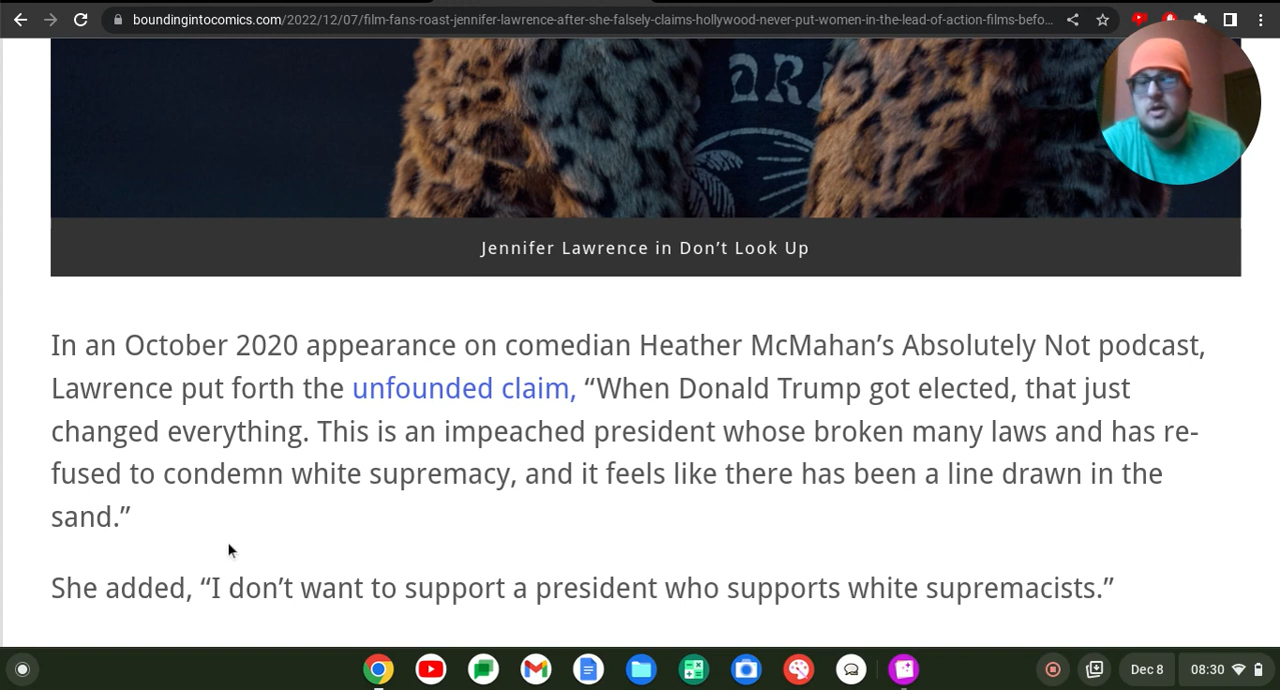 boundingintocomics.com/2022/12/07/film-fans-roast-jennifer-lawrence-after-she-falsely-claims-hollywood-never-put-women-in-the-lead-of-action-films-befo...
Jennifer Lawrence in Don’t Look Up
In an October 2020 appearance on comedian Heather McMahan’s Absolutely Not podcast,
Lawrence put forth the unfounded claim, “When Donald Trump got elected, that just
changed everything. This is an impeached president whose broken many laws and has re-
fused to condemn white supremacy, and it feels like there has been a line drawn in the
sand.”
She added, “I don’t want to support a president who supports white supremacists.”
Dec 8
08:30